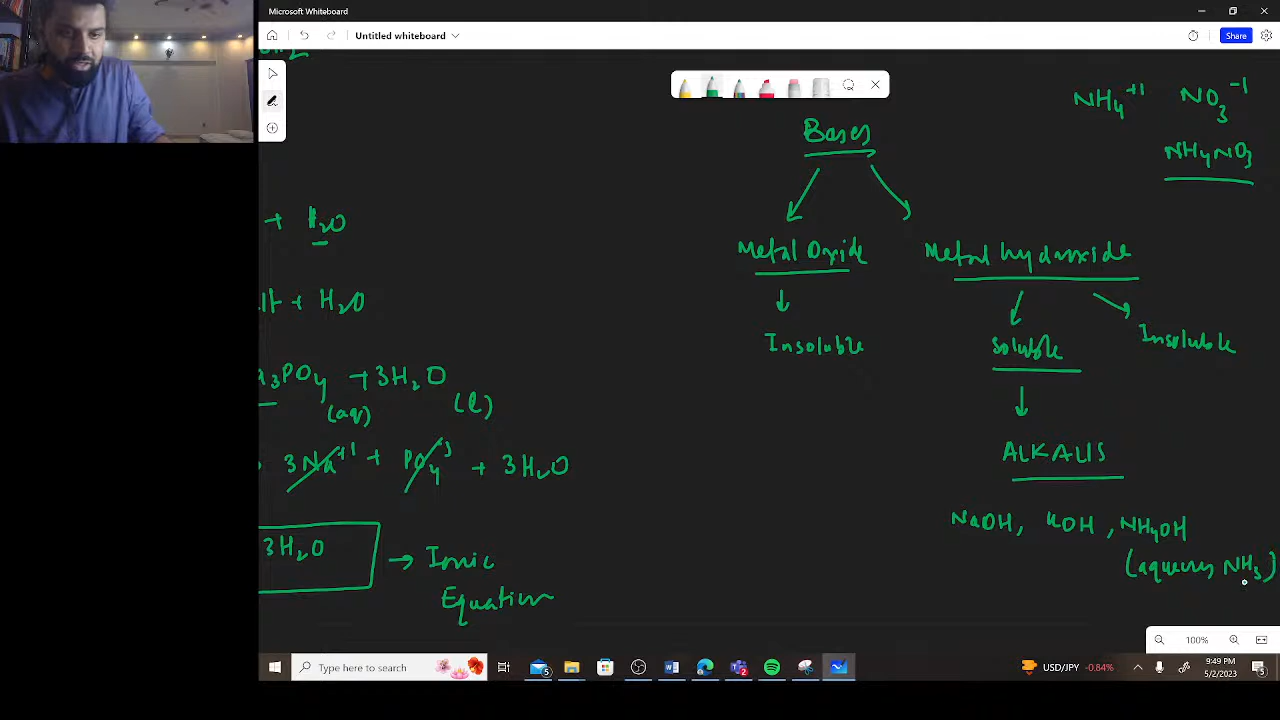 Microsoft Whiteboard
Untitled whiteboard
Share
NH4+1 NO3-1
NH4NO3
Bases
Metal Oxide
Metal hydroxide
Insoluble
Soluble
Insoluble
ALKALIS
NaOH, KOH, NH4OH
(aqueous NH3)
+ H2O
+ H2O
3PO4 + 3H2O
(aq) (l)
3Na+1 + PO4-3 + 3H2O
3H2O → Ionic
Equation
100%
Type here to search
5
2
USD/JPY -0.84%
9:49 PM
5/2/2023